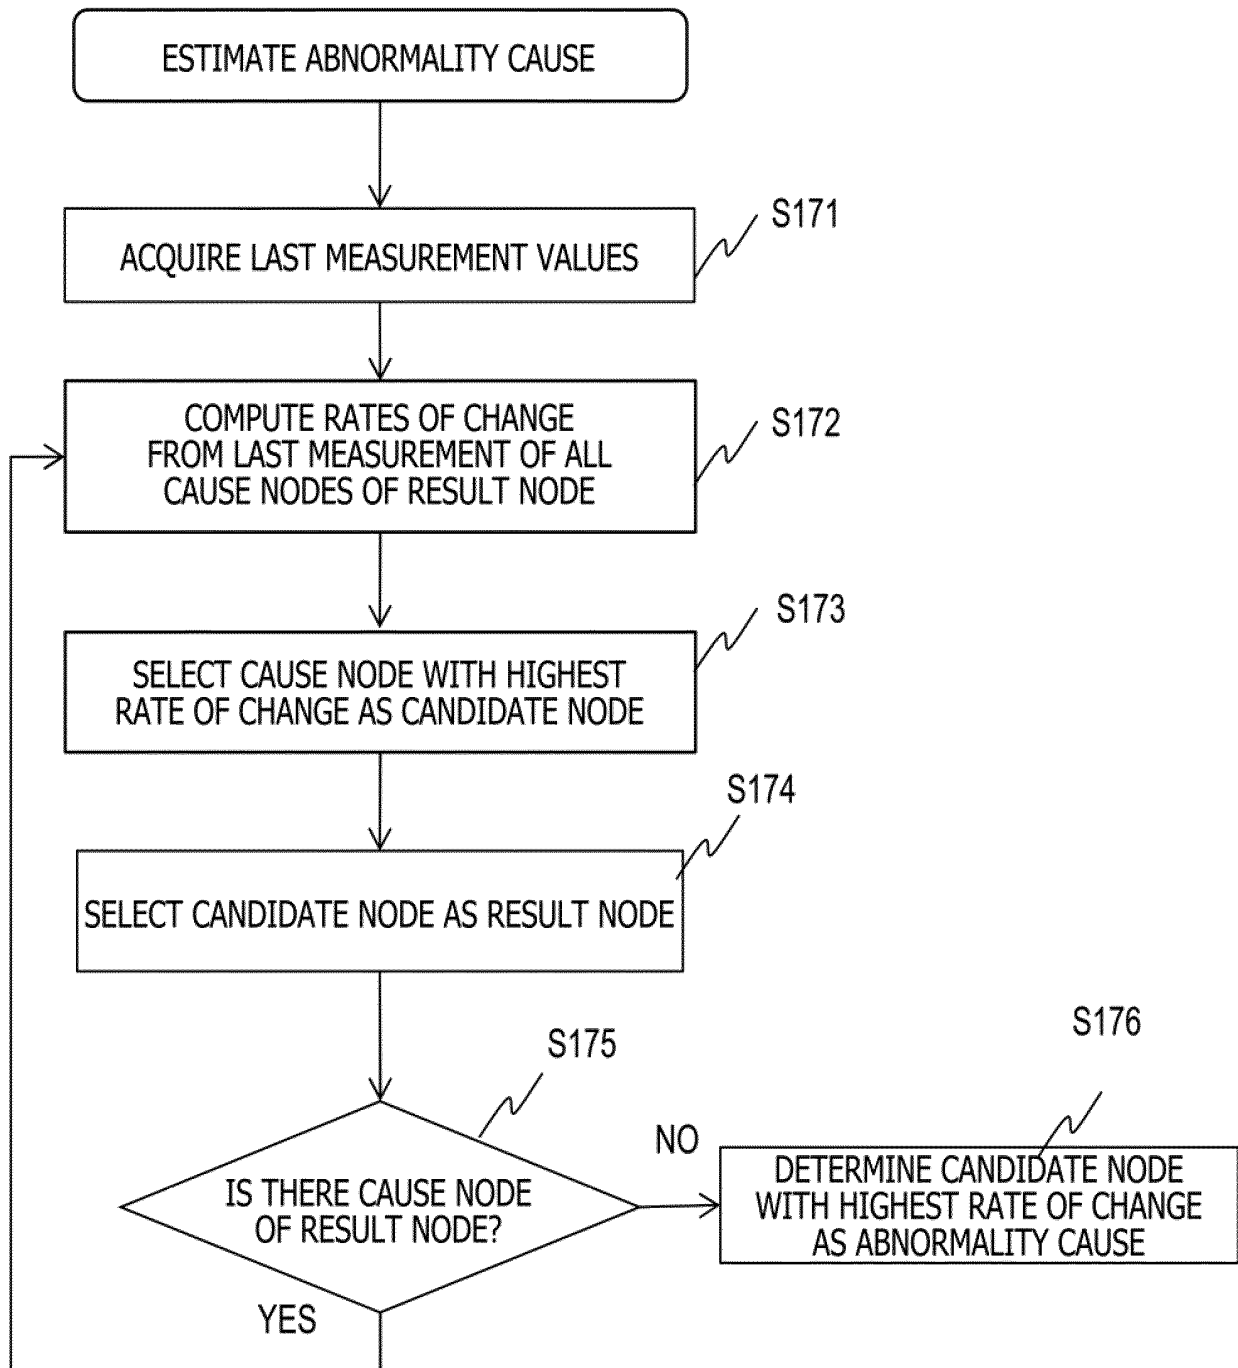 ESTIMATE ABNORMALITY CAUSE
S171
ACQUIRE LAST MEASUREMENT VALUES
COMPUTE RATES OF CHANGE
FROM LAST MEASUREMENT OF ALL
CAUSE NODES OF RESULT NODE
S172
S173
SELECT CAUSE NODE WITH HIGHEST
RATE OF CHANGE AS CANDIDATE NODE
S174
SELECT CANDIDATE NODE AS RESULT NODE
S175
IS THERE CAUSE NODE
OF RESULT NODE?
NO
YES
S176
DETERMINE CANDIDATE NODE
WITH HIGHEST RATE OF CHANGE
AS ABNORMALITY CAUSE